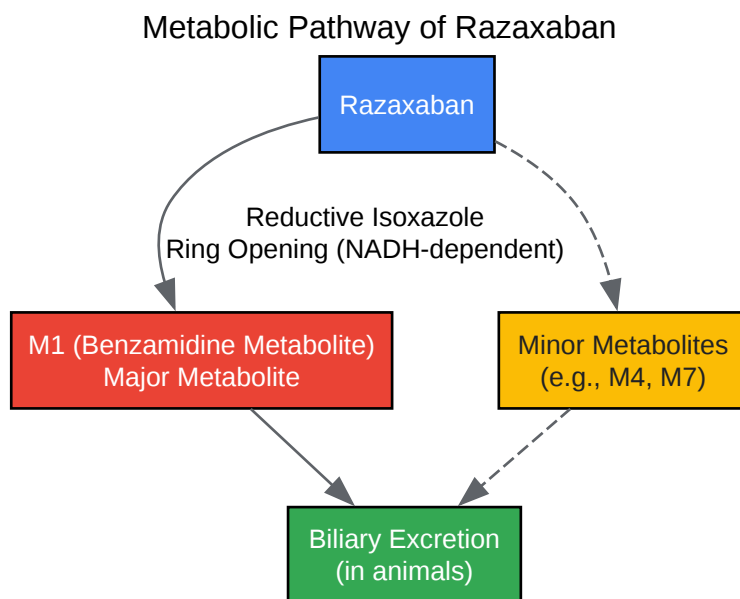 Metabolic Pathway of Razaxaban
Razaxaban
Reductive Isoxazole
Ring Opening (NADH-dependent)
M1 (Benzamidine Metabolite)
Major Metabolite
Minor Metabolites
(e.g., M4, M7)
Biliary Excretion
(in animals)